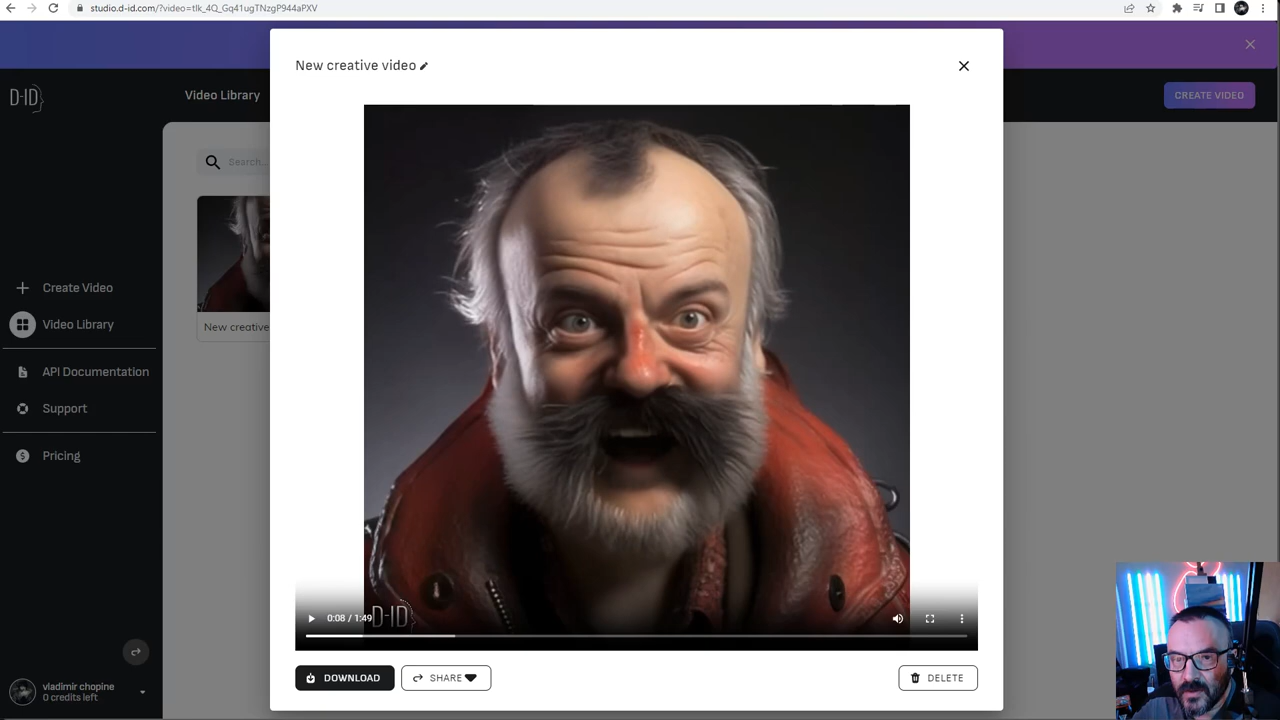 studio.d-id.com/?video=tlk_4Q_Gq41ugTNzgP944aPXV
New creative video
D-ID
Video Library
CREATE VIDEO
Search...
Create Video
Video Library
New creative
API Documentation
Support
Pricing
0:08 / 1:49
D-ID
DOWNLOAD
SHARE
DELETE
vladimir chopine
0 credits left